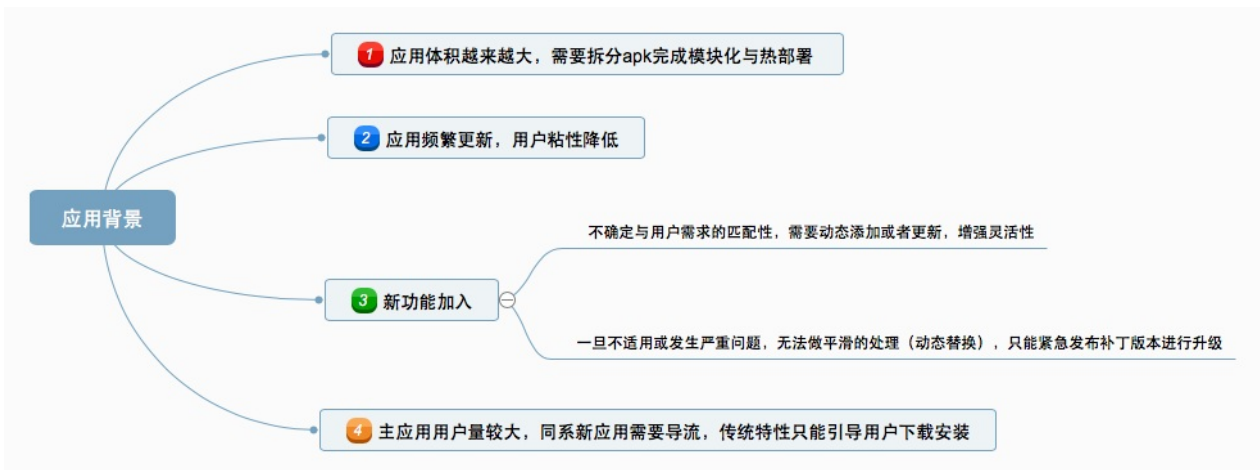 1 应用体积越来越大，需要拆分apk完成模块化与热部署
2 应用频繁更新，用户粘性降低
应用背景
不确定与用户需求的匹配性，需要动态添加或者更新，增强灵活性
3 新功能加入
一旦不适用或发生严重问题，无法做平滑的处理（动态替换），只能紧急发布补丁版本进行升级
4 主应用用户量较大，同系新应用需要导流，传统特性只能引导用户下载安装